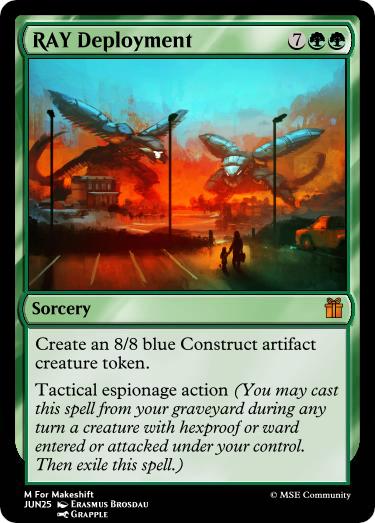 RAY Deployment 7
Sorcery
Create an 8/8 blue Construct artifact
creature token.
Tactical espionage action (You may cast
this spell from your graveyard during any
turn a creature with hexproof or ward
entered or attacked under your control.
Then exile this spell.)
M For Makeshift
JUN25 Erasmus Brosdau
Grapple
© MSE Community